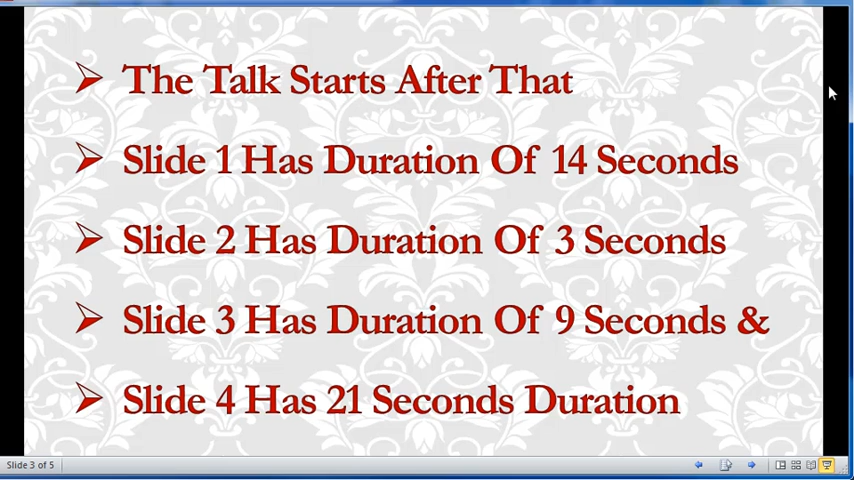 The Talk Starts After That
Slide 1 Has Duration Of 14 Seconds
Slide 2 Has Duration Of 3 Seconds
Slide 3 Has Duration Of 9 Seconds &
Slide 4 Has 21 Seconds Duration
Slide 3 of 5